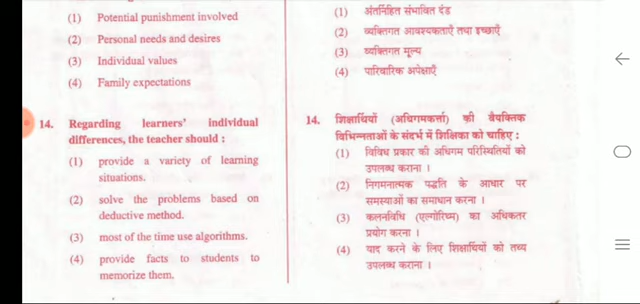 (1) Potential punishment involved
(2) Personal needs and desires
(3) Individual values
(4) Family expectations
14. Regarding learners' individual
differences, the teacher should :
(1) provide a variety of learning
situations.
(2) solve the problems based on
deductive method.
(3) most of the time use algorithms.
(4) provide facts to students to
memorize them.
(1) अंतर्निहित संभावित दंड
(2) व्यक्तिगत आवश्यकताएँ तथा इच्छाएँ
(3) व्यक्तिगत मूल्य
(4) पारिवारिक अपेक्षाएँ
14. शिक्षार्थियों (अधिगमकर्त्ता) की वैयक्तिक
विभिन्नताओं के संदर्भ में शिक्षिका को चाहिए :
(1) विविध प्रकार की अधिगम परिस्थितियों को
उपलब्ध कराना ।
(2) निगमनात्मक पद्धति के आधार पर
समस्याओं का समाधान करना ।
(3) कलनविधि (एल्गोरिथ्म) का अधिकतर
प्रयोग करना ।
(4) याद करने के लिए शिक्षार्थियों को तथ्य
उपलब्ध कराना ।